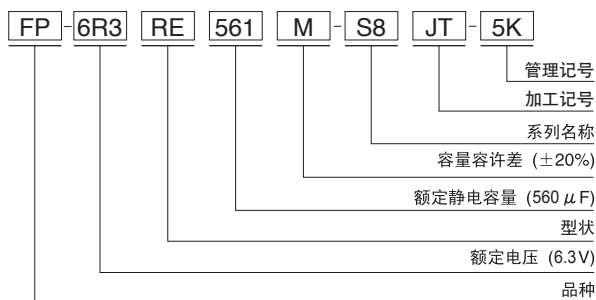 FP-6R3 RE 561 M-S8 JT-5K
管理记号
加工记号
系列名称
容量容许差 (±20%)
额定静电容量 (560μF)
型状
额定电压 (6.3V)
品种